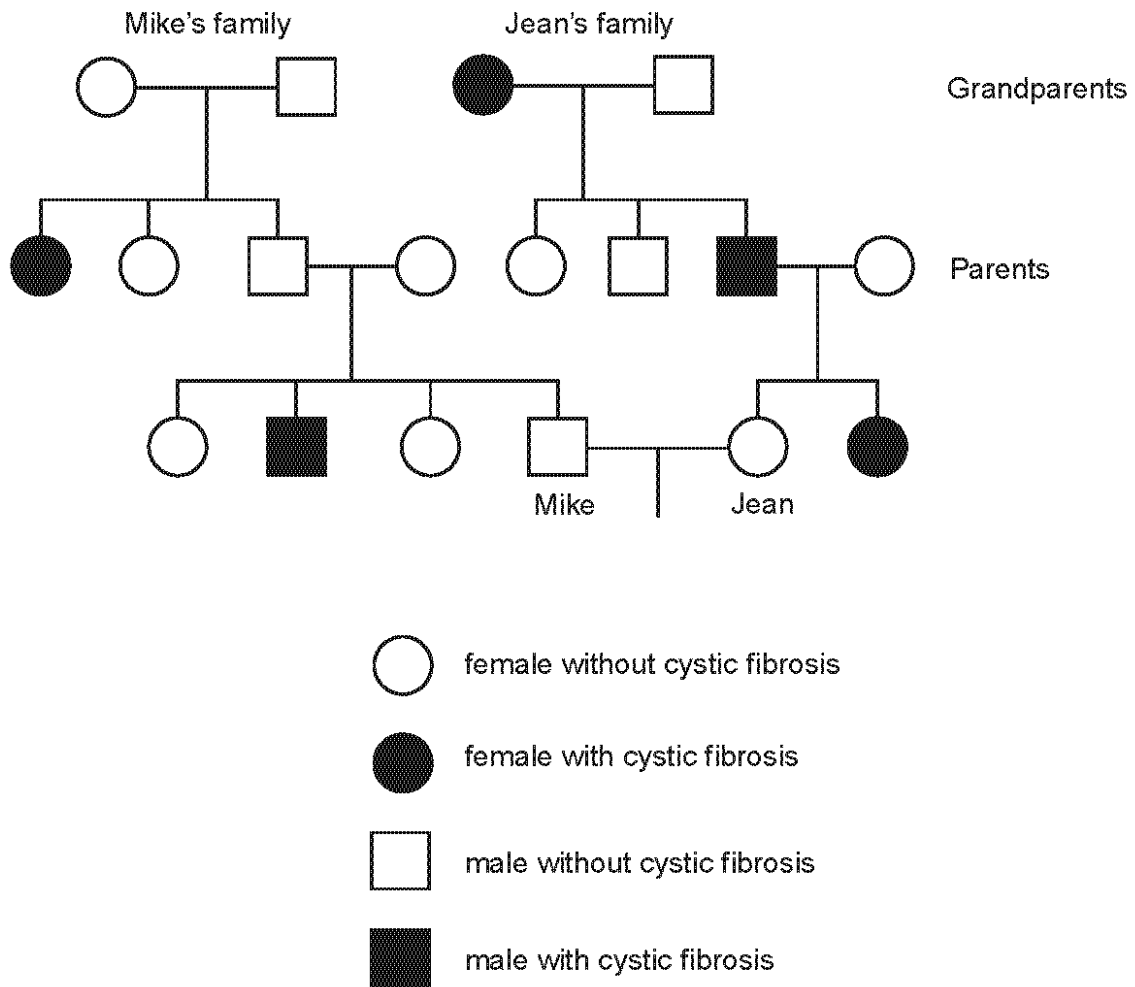 Mike's family
Jean's family
Grandparents
Parents
Mike
Jean
female without cystic fibrosis
female with cystic fibrosis
male without cystic fibrosis
male with cystic fibrosis